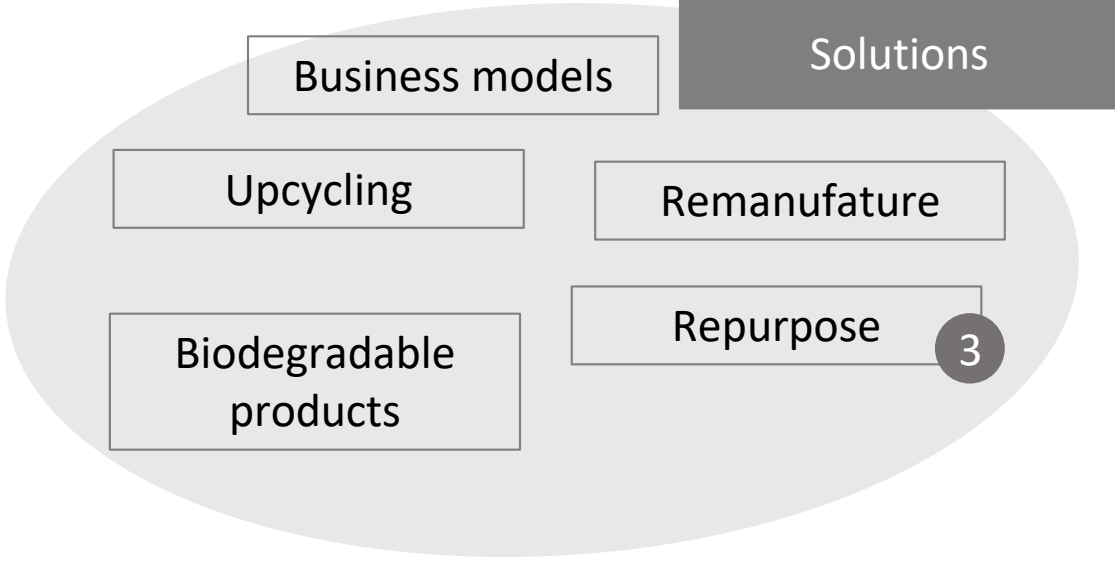 Solutions
Business models
Upcycling
Remanufature
Repurpose
3
Biodegradable
products